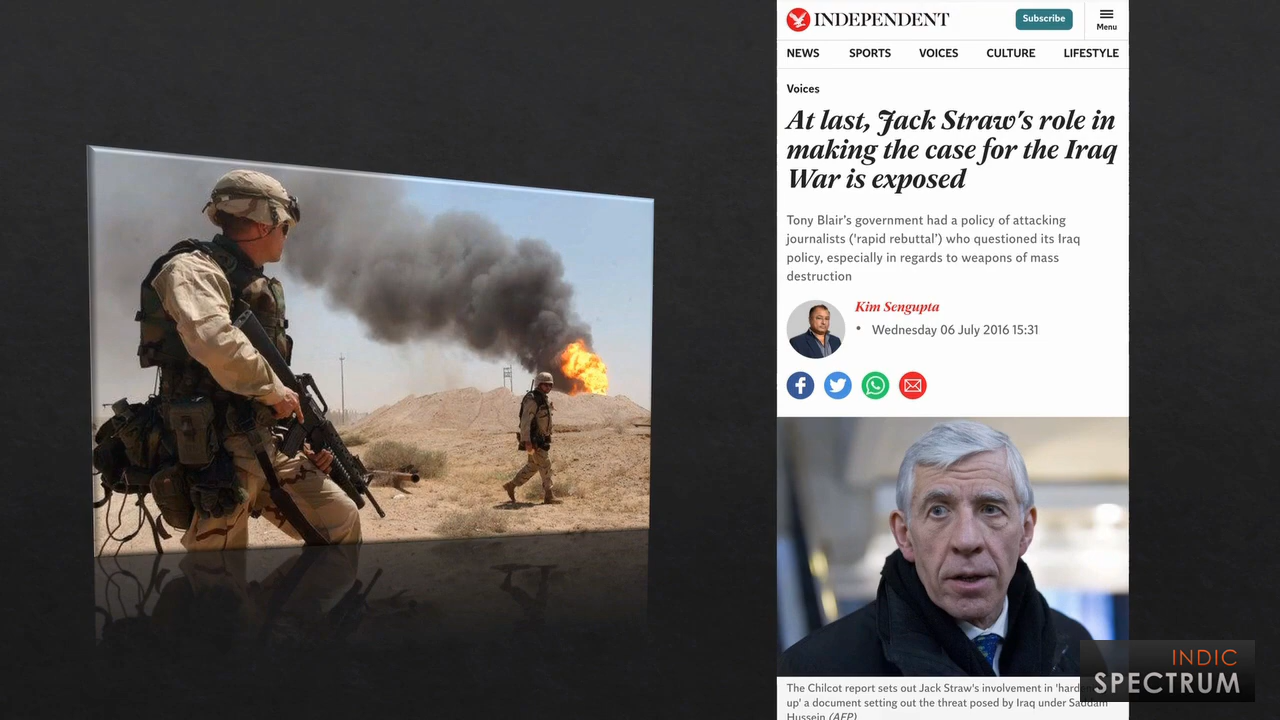 INDEPENDENT
Subscribe
Menu
NEWS SPORTS VOICES CULTURE LIFESTYLE
Voices
At last, Jack Straw's role in
making the case for the Iraq
War is exposed
Tony Blair's government had a policy of attacking
journalists ('rapid rebuttal') who questioned its Iraq
policy, especially in regards to weapons of mass
destruction
Kim Sengupta
• Wednesday 06 July 2016 15:31
The Chilcot report sets out Jack Straw's involvement in
up' a document setting out the threat posed by Iraq under Saddam
Hussein (AFP)
INDIC
SPECTRUM